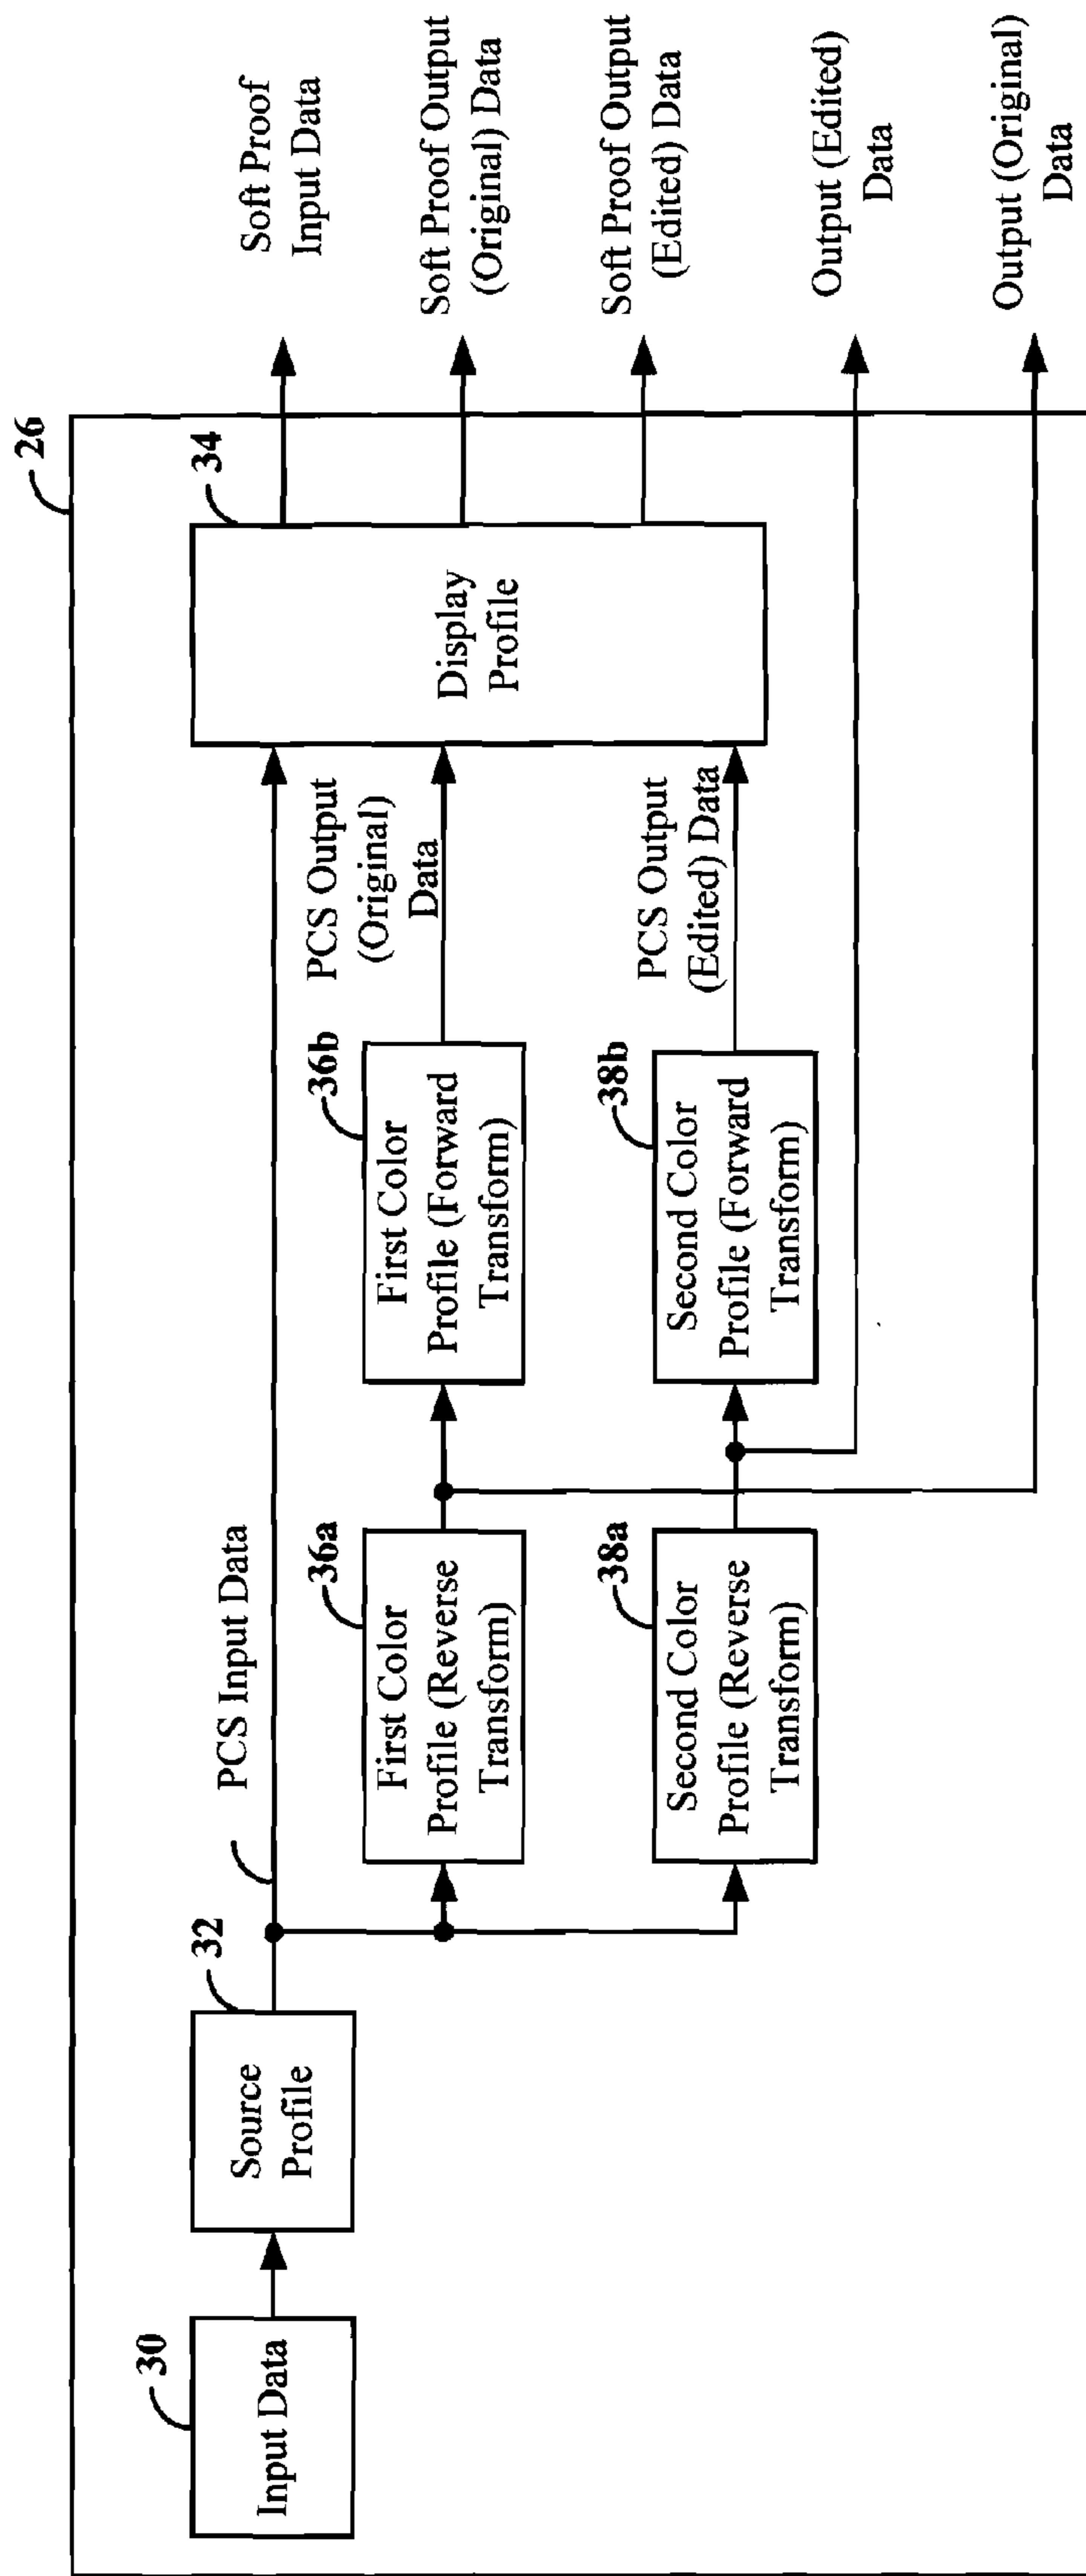 26
30
Input Data
32
Source
Profile
PCS Input Data
36a
First Color
Profile (Reverse
Transform)
38a
Second Color
Profile (Reverse
Transform)
36b
First Color
Profile (Forward
Transform)
38b
Second Color
Profile (Forward
Transform)
PCS Output
(Original)
Data
PCS Output
(Edited) Data
34
Display
Profile
Soft Proof
Input Data
Soft Proof Output
(Original) Data
Soft Proof Output
(Edited) Data
Output (Edited)
Data
Output (Original)
Data